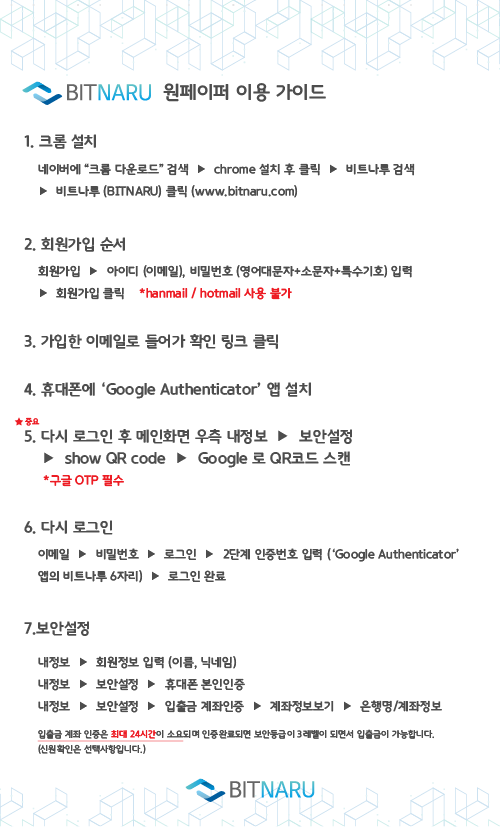 BITNARU 원페이퍼 이용 가이드
1. 크롬 설치
네이버에 “크롬 다운로드” 검색 ▶ chrome 설치 후 클릭 ▶ 비트나루 검색
▶ 비트나루 (BITNARU) 클릭 (www.bitnaru.com)
2. 회원가입 순서
회원가입 ▶ 아이디 (이메일), 비밀번호 (영어대문자+소문자+특수기호) 입력
▶ 회원가입 클릭 *hanmail / hotmail 사용 불가
3. 가입한 이메일로 들어가 확인 링크 클릭
4. 휴대폰에 ‘Google Authenticator’ 앱 설치
★ 중요
5. 다시 로그인 후 메인화면 우측 내정보 ▶ 보안설정
▶ show QR code ▶ Google 로 QR코드 스캔
*구글 OTP 필수
6. 다시 로그인
이메일 ▶ 비밀번호 ▶ 로그인 ▶ 2단계 인증번호 입력 (‘Google Authenticator’
앱의 비트나루 6자리) ▶ 로그인 완료
7.보안설정
내정보 ▶ 회원정보 입력 (이름, 닉네임)
내정보 ▶ 보안설정 ▶ 휴대폰 본인인증
내정보 ▶ 보안설정 ▶ 입출금 계좌인증 ▶ 계좌정보보기 ▶ 은행명/계좌정보
입출금 계좌 인증은 최대 24시간이 소요되며 인증완료되면 보안등급이 3레벨이 되면서 입출금이 가능합니다.
(신원확인은 선택사항입니다.)
BITNARU